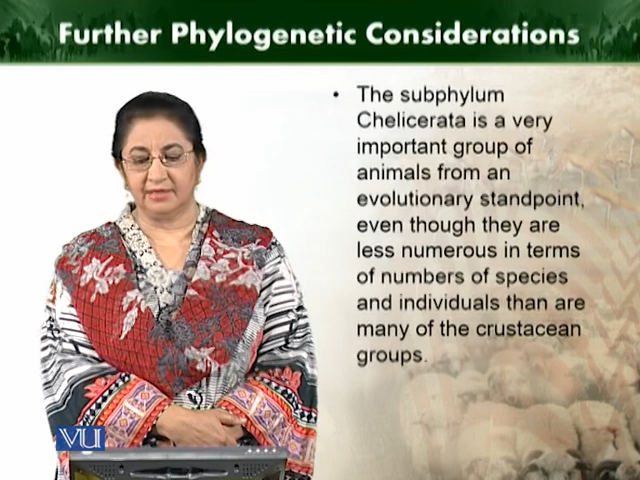 Further Phylogenetic Considerations
• The subphylum
Chelicerata is a very
important group of
animals from an
evolutionary standpoint,
even though they are
less numerous in terms
of numbers of species
and individuals than are
many of the crustacean
groups.
VU